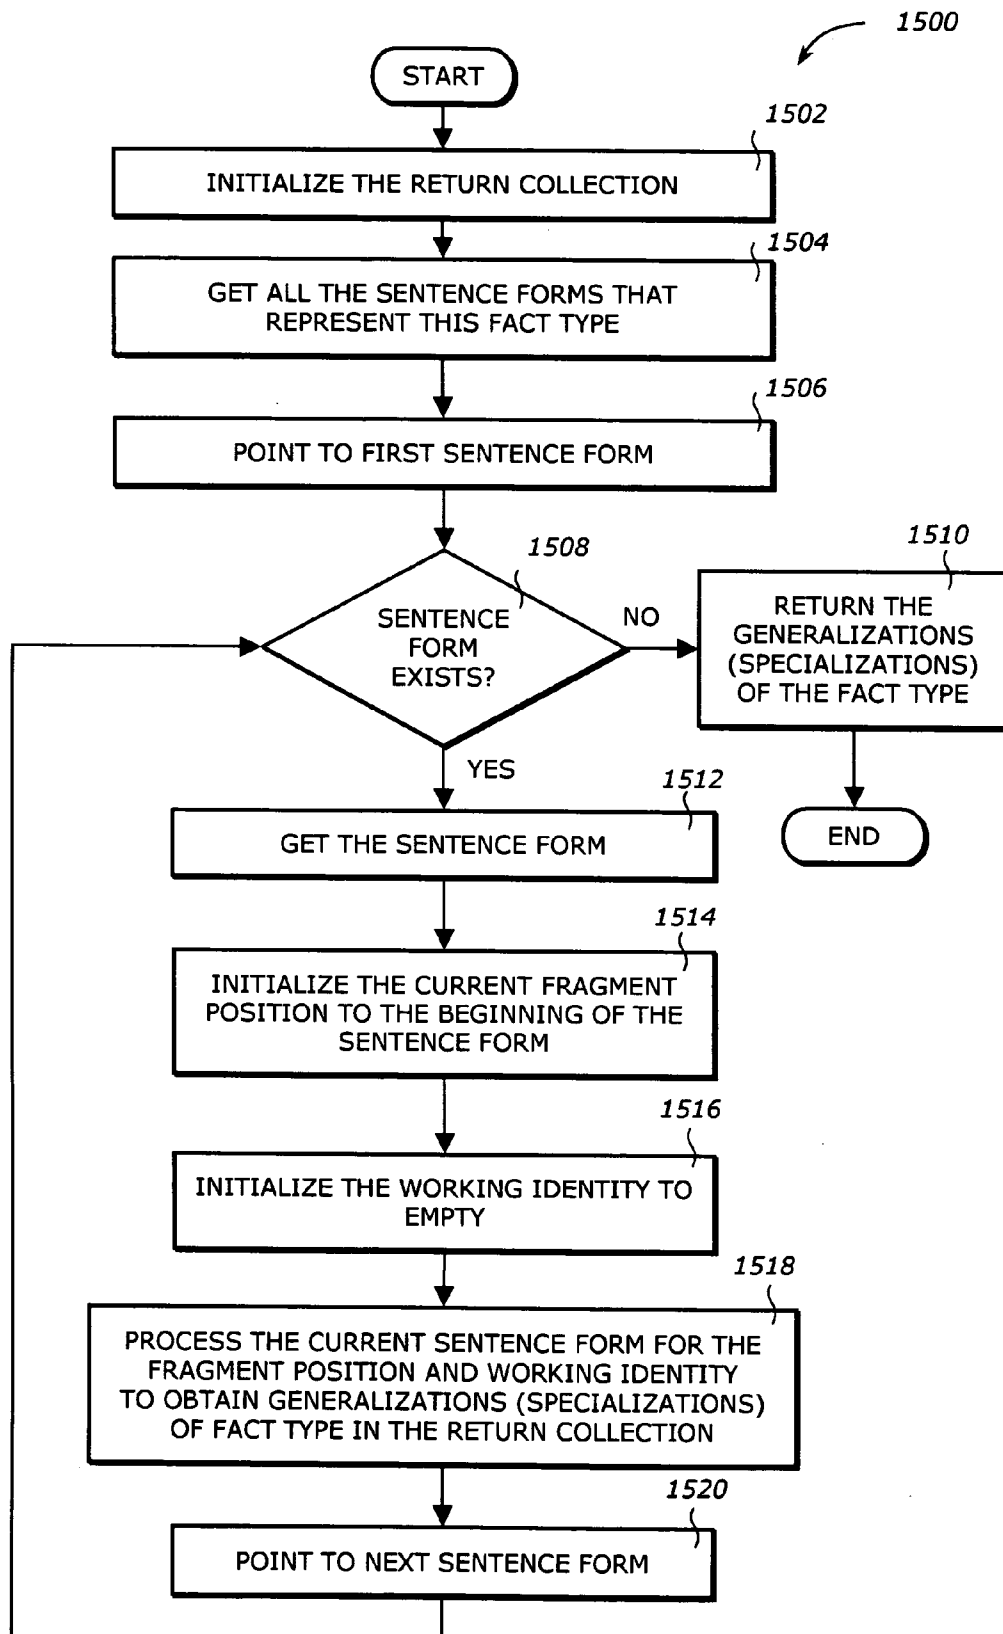 1500
START
1502
INITIALIZE THE RETURN COLLECTION
1504
GET ALL THE SENTENCE FORMS THAT
REPRESENT THIS FACT TYPE
1506
POINT TO FIRST SENTENCE FORM
1508
SENTENCE
FORM
EXISTS?
NO
1510
RETURN THE
GENERALIZATIONS
(SPECIALIZATIONS)
OF THE FACT TYPE
END
YES
1512
GET THE SENTENCE FORM
1514
INITIALIZE THE CURRENT FRAGMENT
POSITION TO THE BEGINNING OF THE
SENTENCE FORM
1516
INITIALIZE THE WORKING IDENTITY TO
EMPTY
1518
PROCESS THE CURRENT SENTENCE FORM FOR THE
FRAGMENT POSITION AND WORKING IDENTITY
TO OBTAIN GENERALIZATIONS (SPECIALIZATIONS)
OF FACT TYPE IN THE RETURN COLLECTION
1520
POINT TO NEXT SENTENCE FORM